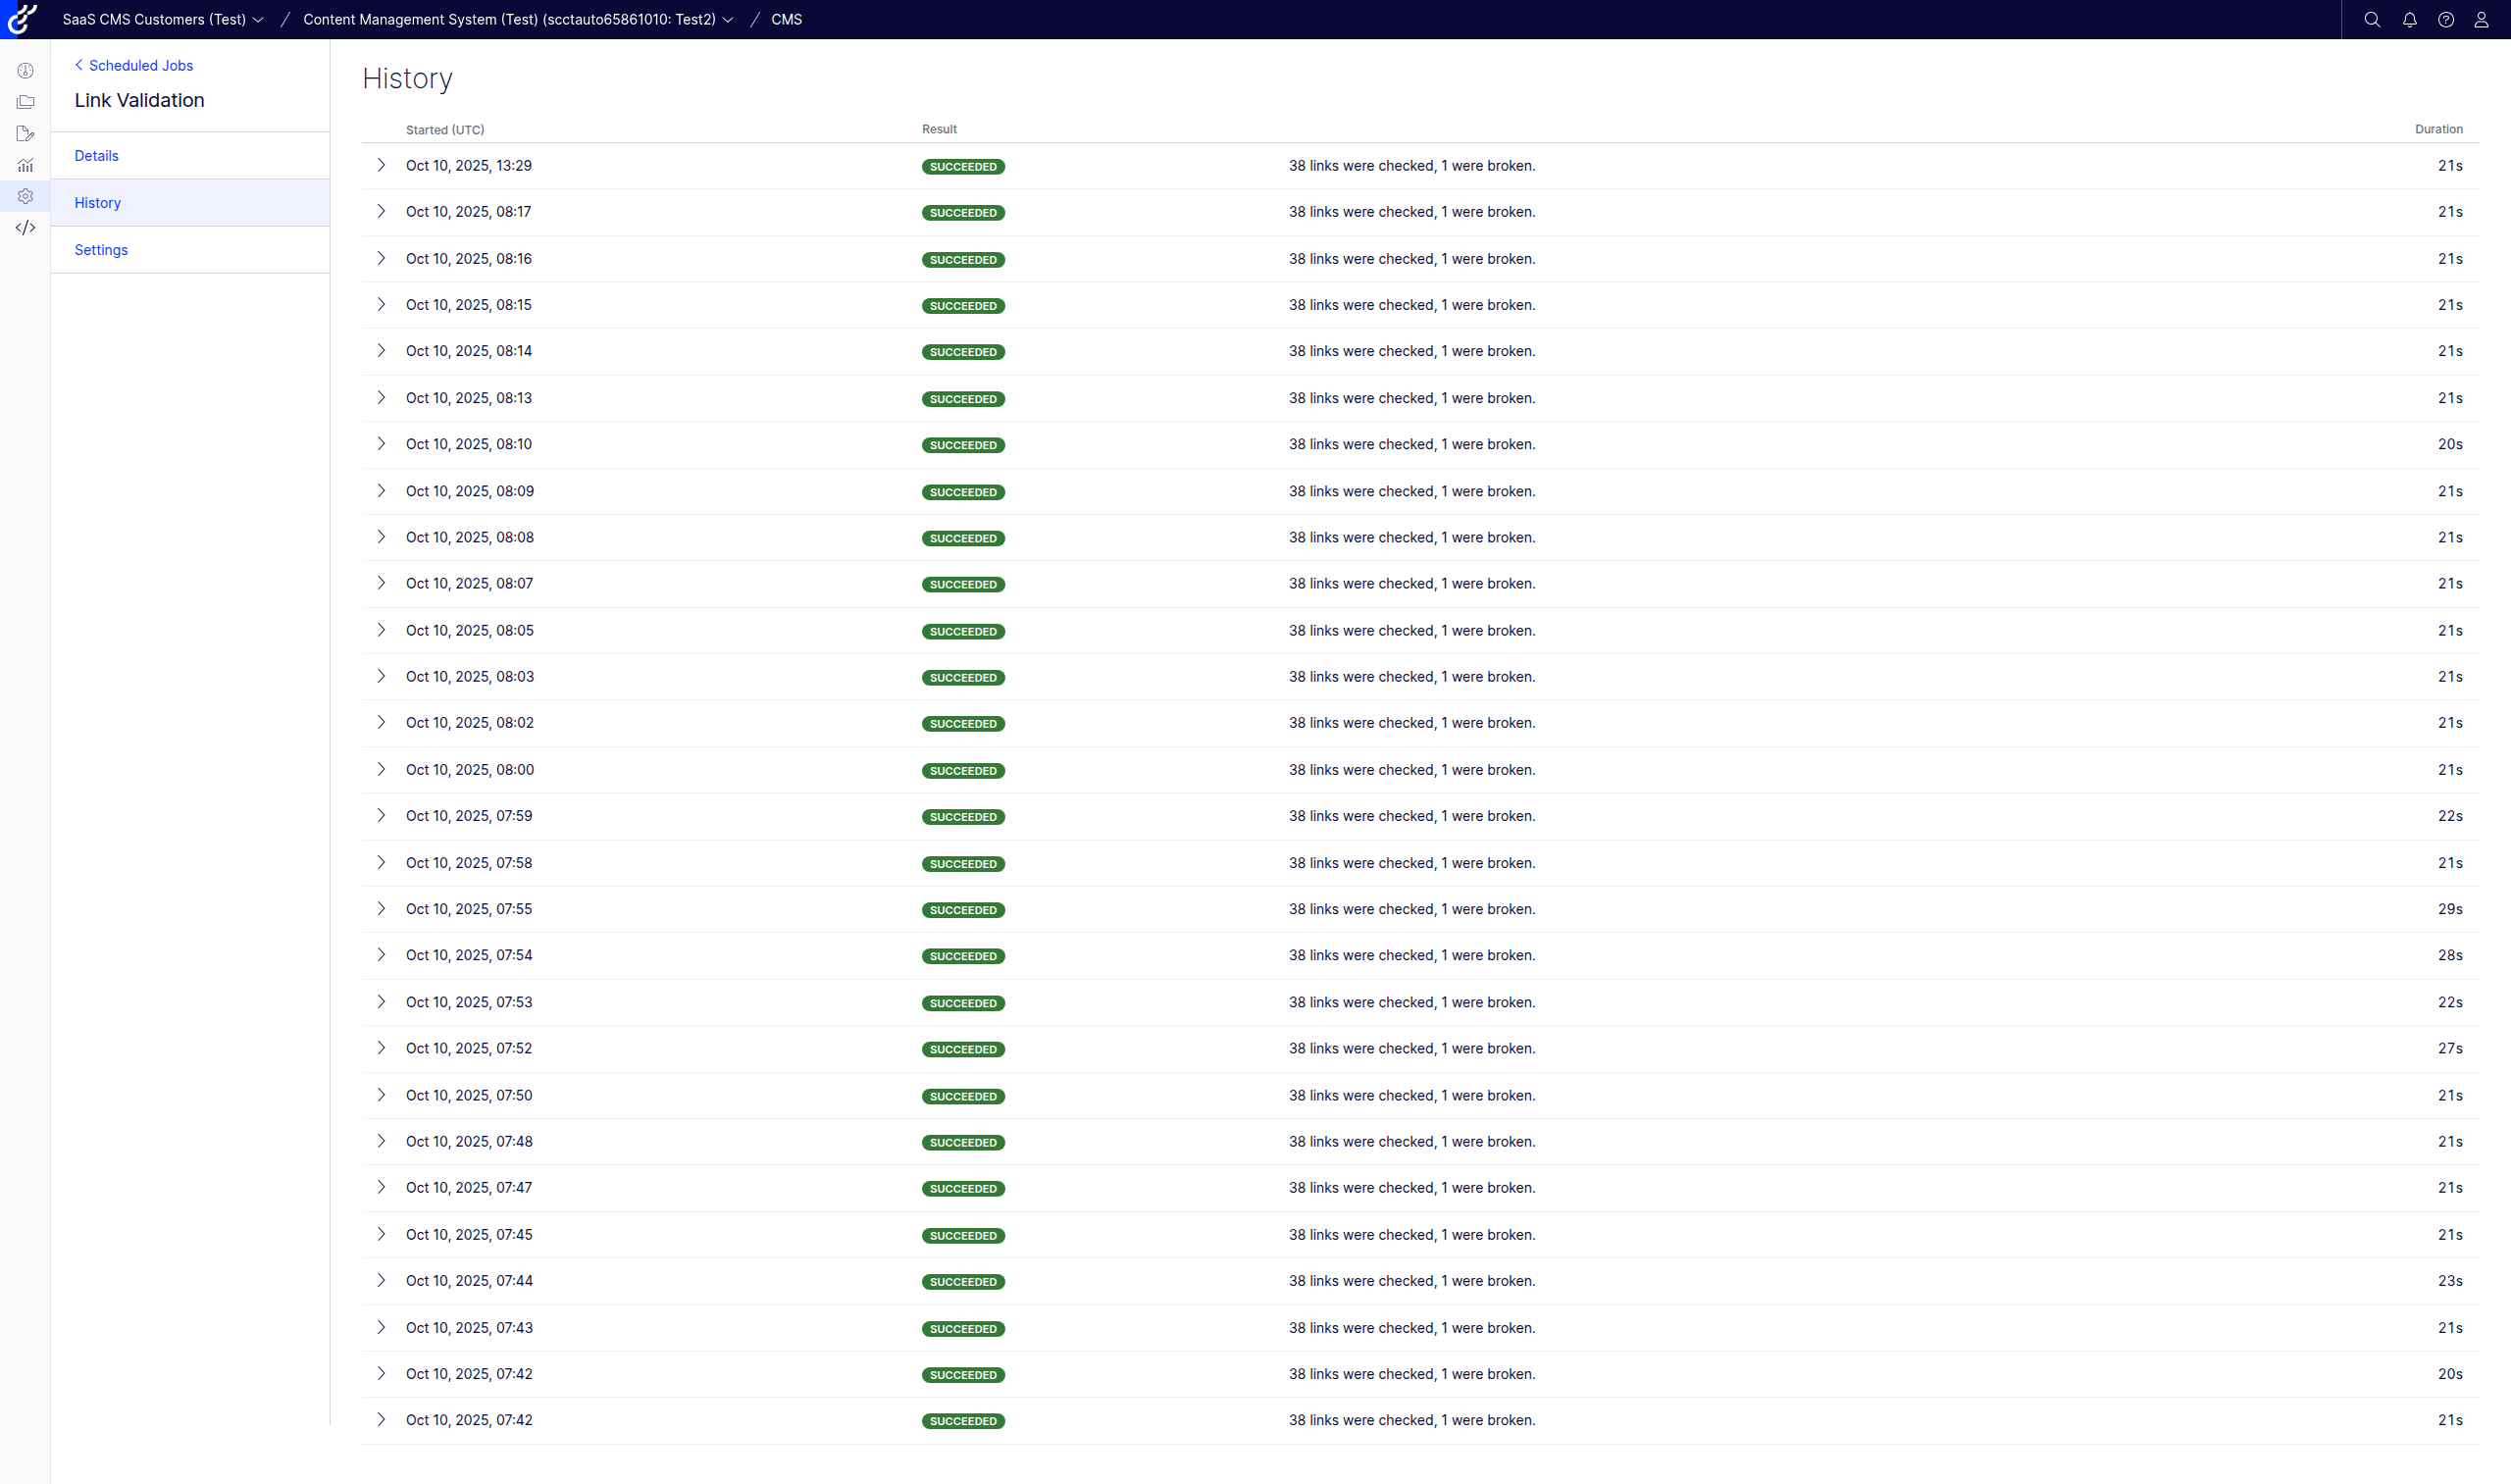 SaaS CMS Customers (Test) / Content Management System (Test) (scctauto65861010: Test2) / CMS
Scheduled Jobs
Link Validation
Details
History
Settings
History
Started (UTC) Result Duration
Oct 10, 2025, 13:29 SUCCEEDED 38 links were checked, 1 were broken. 21s
Oct 10, 2025, 08:17 SUCCEEDED 38 links were checked, 1 were broken. 21s
Oct 10, 2025, 08:16 SUCCEEDED 38 links were checked, 1 were broken. 21s
Oct 10, 2025, 08:15 SUCCEEDED 38 links were checked, 1 were broken. 21s
Oct 10, 2025, 08:14 SUCCEEDED 38 links were checked, 1 were broken. 21s
Oct 10, 2025, 08:13 SUCCEEDED 38 links were checked, 1 were broken. 21s
Oct 10, 2025, 08:10 SUCCEEDED 38 links were checked, 1 were broken. 20s
Oct 10, 2025, 08:09 SUCCEEDED 38 links were checked, 1 were broken. 21s
Oct 10, 2025, 08:08 SUCCEEDED 38 links were checked, 1 were broken. 21s
Oct 10, 2025, 08:07 SUCCEEDED 38 links were checked, 1 were broken. 21s
Oct 10, 2025, 08:05 SUCCEEDED 38 links were checked, 1 were broken. 21s
Oct 10, 2025, 08:03 SUCCEEDED 38 links were checked, 1 were broken. 21s
Oct 10, 2025, 08:02 SUCCEEDED 38 links were checked, 1 were broken. 21s
Oct 10, 2025, 08:00 SUCCEEDED 38 links were checked, 1 were broken. 21s
Oct 10, 2025, 07:59 SUCCEEDED 38 links were checked, 1 were broken. 22s
Oct 10, 2025, 07:58 SUCCEEDED 38 links were checked, 1 were broken. 21s
Oct 10, 2025, 07:55 SUCCEEDED 38 links were checked, 1 were broken. 29s
Oct 10, 2025, 07:54 SUCCEEDED 38 links were checked, 1 were broken. 28s
Oct 10, 2025, 07:53 SUCCEEDED 38 links were checked, 1 were broken. 22s
Oct 10, 2025, 07:52 SUCCEEDED 38 links were checked, 1 were broken. 27s
Oct 10, 2025, 07:50 SUCCEEDED 38 links were checked, 1 were broken. 21s
Oct 10, 2025, 07:48 SUCCEEDED 38 links were checked, 1 were broken. 21s
Oct 10, 2025, 07:47 SUCCEEDED 38 links were checked, 1 were broken. 21s
Oct 10, 2025, 07:45 SUCCEEDED 38 links were checked, 1 were broken. 21s
Oct 10, 2025, 07:44 SUCCEEDED 38 links were checked, 1 were broken. 23s
Oct 10, 2025, 07:43 SUCCEEDED 38 links were checked, 1 were broken. 21s
Oct 10, 2025, 07:42 SUCCEEDED 38 links were checked, 1 were broken. 20s
Oct 10, 2025, 07:42 SUCCEEDED 38 links were checked, 1 were broken. 21s